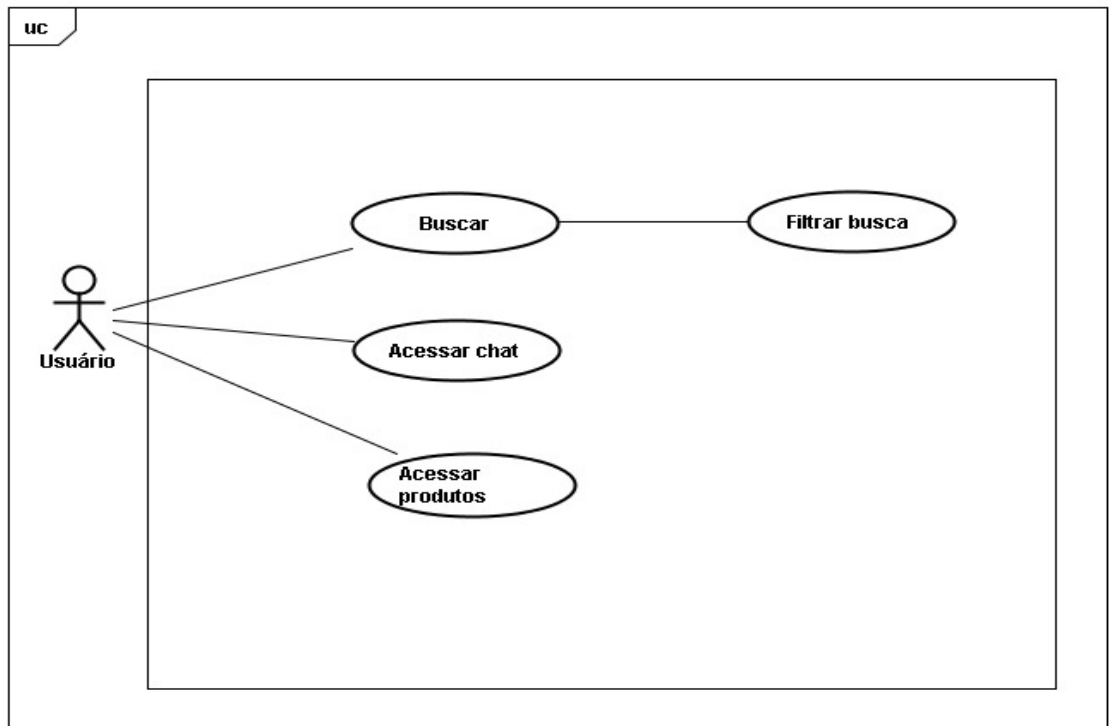 uc
Buscar
Filtrar busca
Usuário
Acessar chat
Acessar
produtos